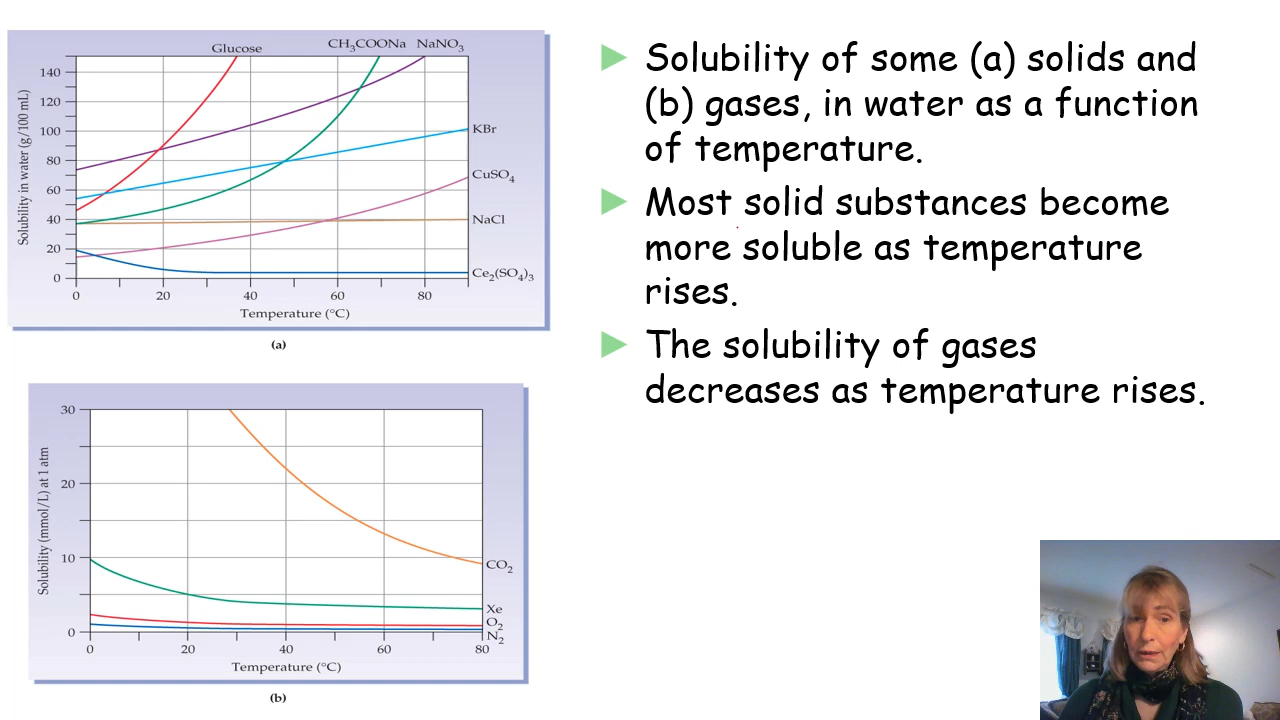 Glucose
CH₃COONa NaNO₃
140
120
100
80
60
40
20
0
Solubility in water (g/100 mL)
KBr
CuSO₄
NaCl
Ce₂(SO₄)₃
0 20 40 60 80
Temperature (°C)
(a)
30
20
10
0
Solubility (mmol/L) at 1 atm
CO₂
Xe
O₂
N₂
0 20 40 60 80
Temperature (°C)
(b)
Solubility of some (a) solids and
(b) gases, in water as a function
of temperature.
Most solid substances become
more soluble as temperature
rises.
The solubility of gases
decreases as temperature rises.